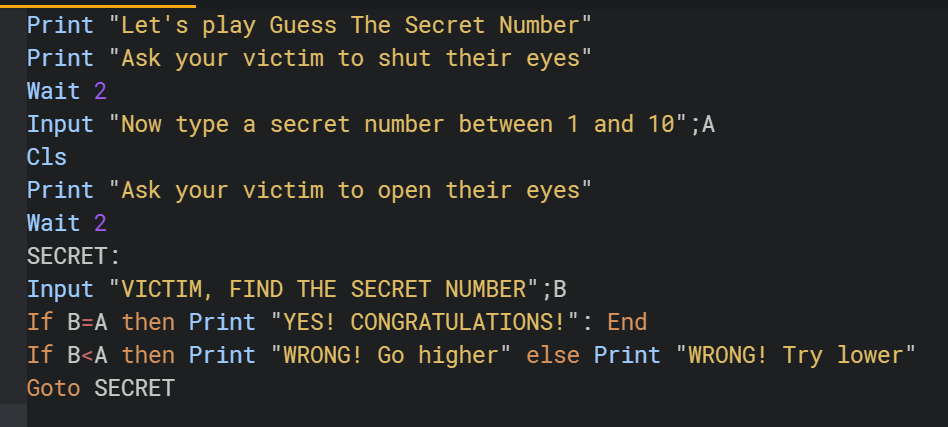 Print "Let's play Guess The Secret Number"
Print "Ask your victim to shut their eyes"
Wait 2
Input "Now type a secret number between 1 and 10";A
Cls
Print "Ask your victim to open their eyes"
Wait 2
SECRET:
Input "VICTIM, FIND THE SECRET NUMBER";B
If B=A then Print "YES! CONGRATULATIONS!": End
If B<A then Print "WRONG! Go higher" else Print "WRONG! Try lower"
Goto SECRET